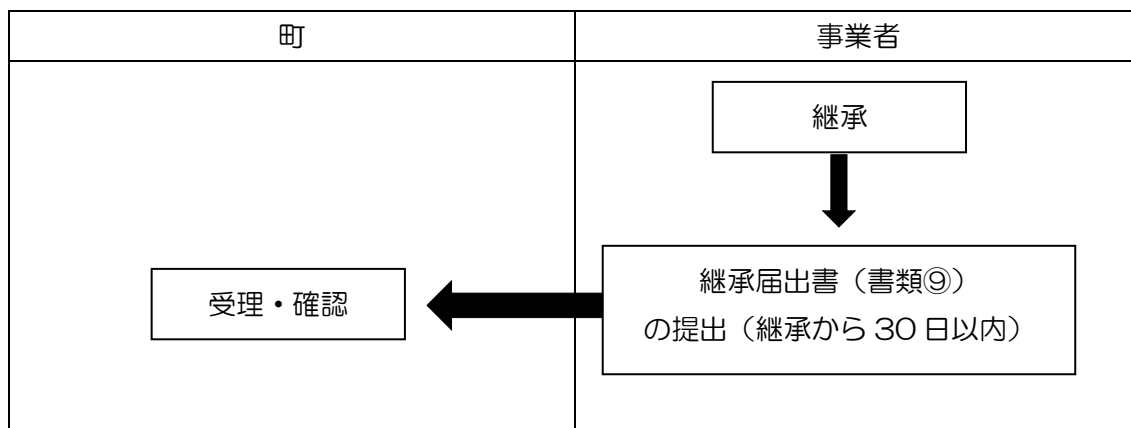 町
事業者
継承
継承届出書（書類⑨）
の提出（継承から 30 日以内）
受理・確認